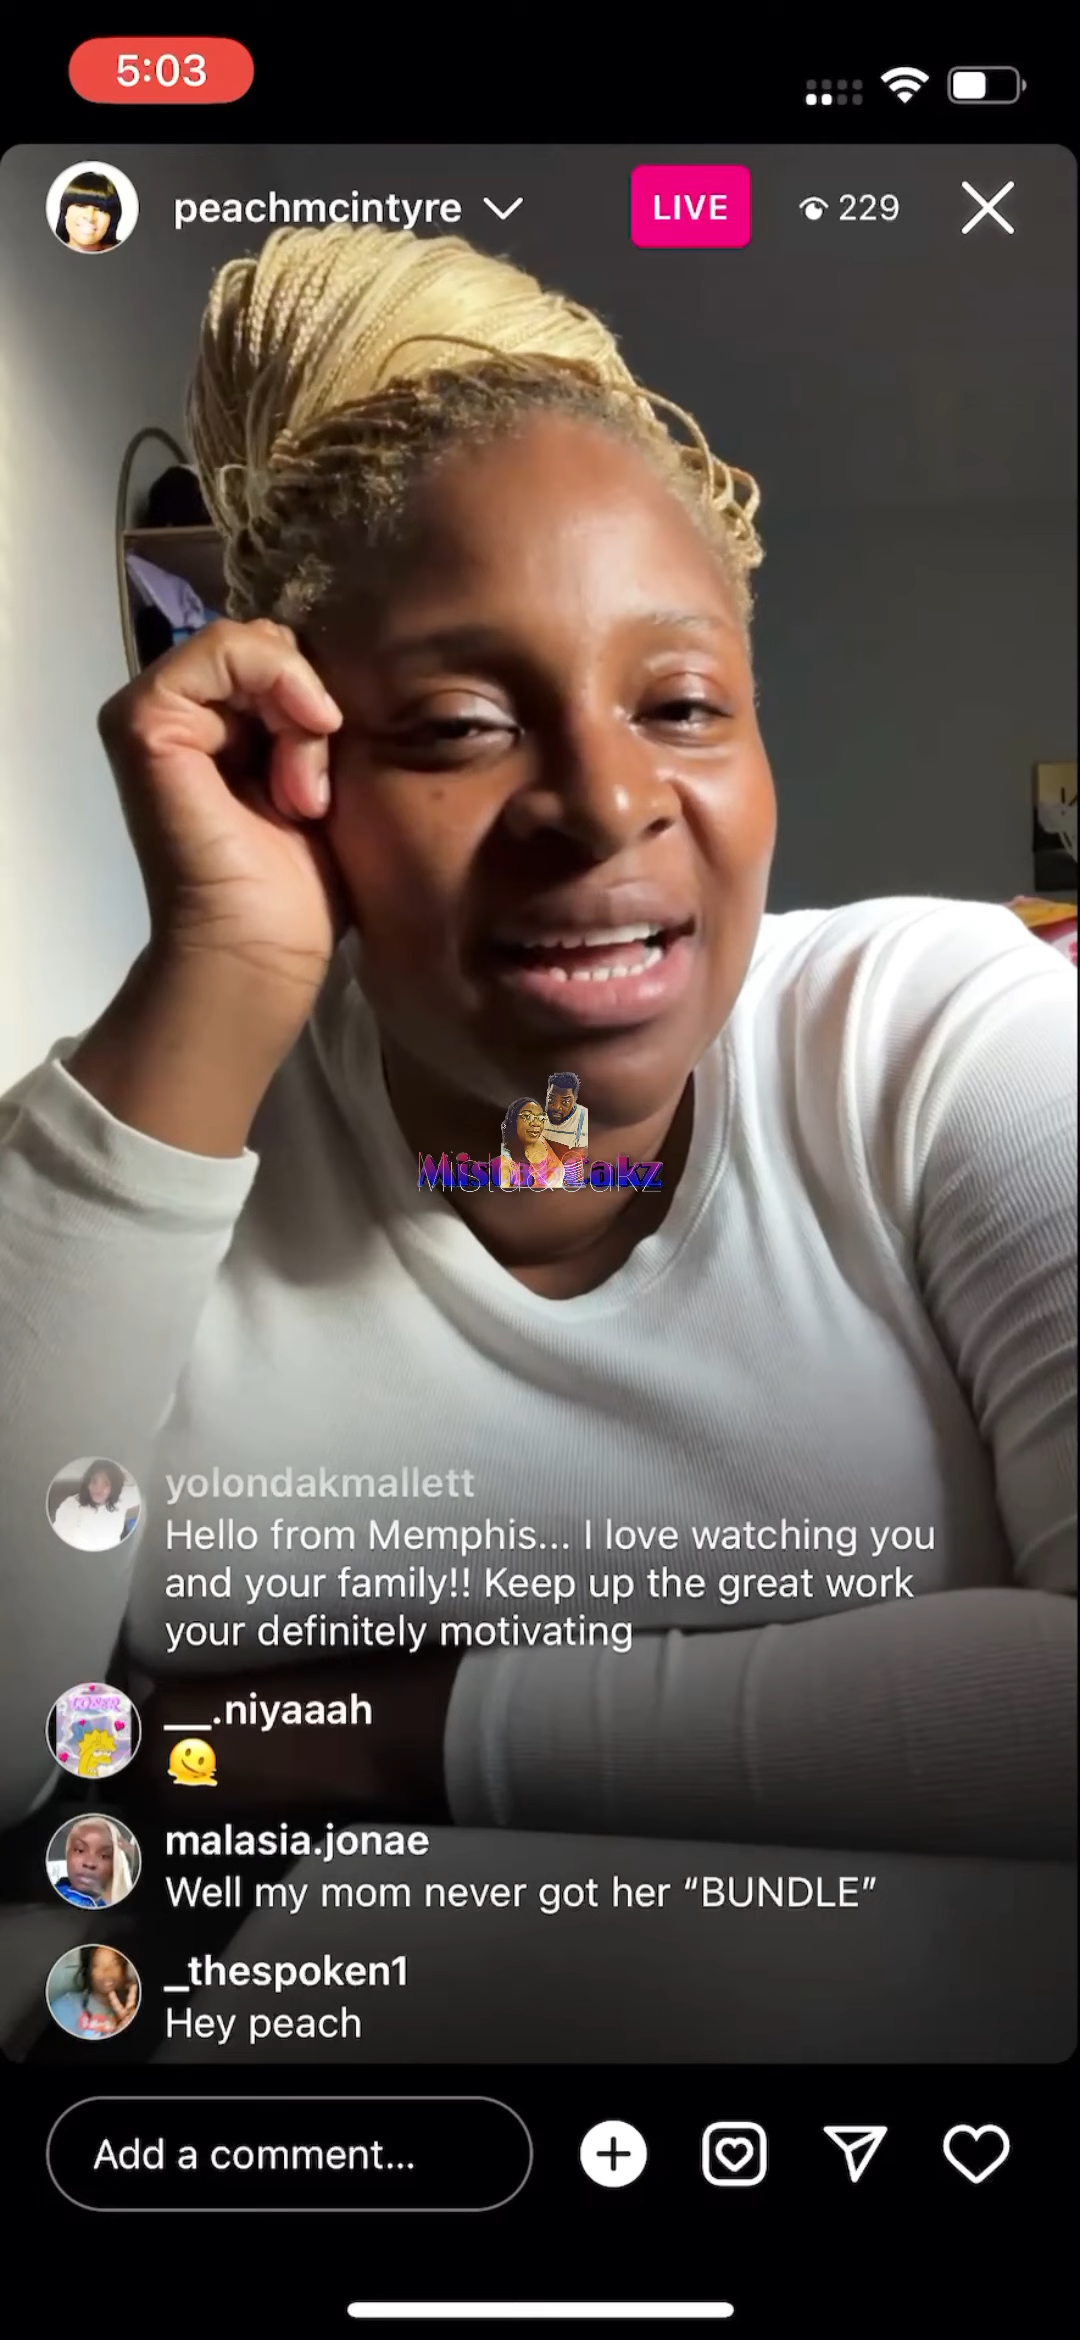 5:03
peachmcintyre
LIVE
229
Mista&Cakz
yolondakmallett
Hello from Memphis... I love watching you
and your family!! Keep up the great work
your definitely motivating
__.niyaaah
🫠
malasia.jonae
Well my mom never got her “BUNDLE”
_thespoken1
Hey peach
Add a comment...